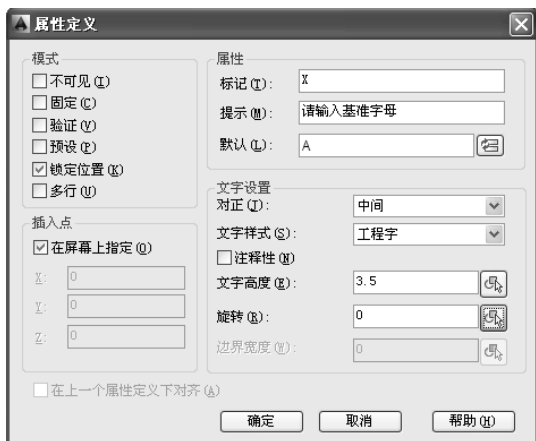 属性定义
模式
不可见(I)
固定(C)
验证(V)
预设(P)
锁定位置(K)
多行(U)
插入点
在屏幕上指定(O)
X: 0
Y: 0
Z: 0
在上一个属性定义下对齐(A)
属性
标记(T): X
提示(M): 请输入基准字母
默认(L): A
文字设置
对正(J): 中间
文字样式(S): 工程字
注释性(N)
文字高度(E): 3.5
旋转(R): 0
边界宽度(W): 0
确定 取消 帮助(H)